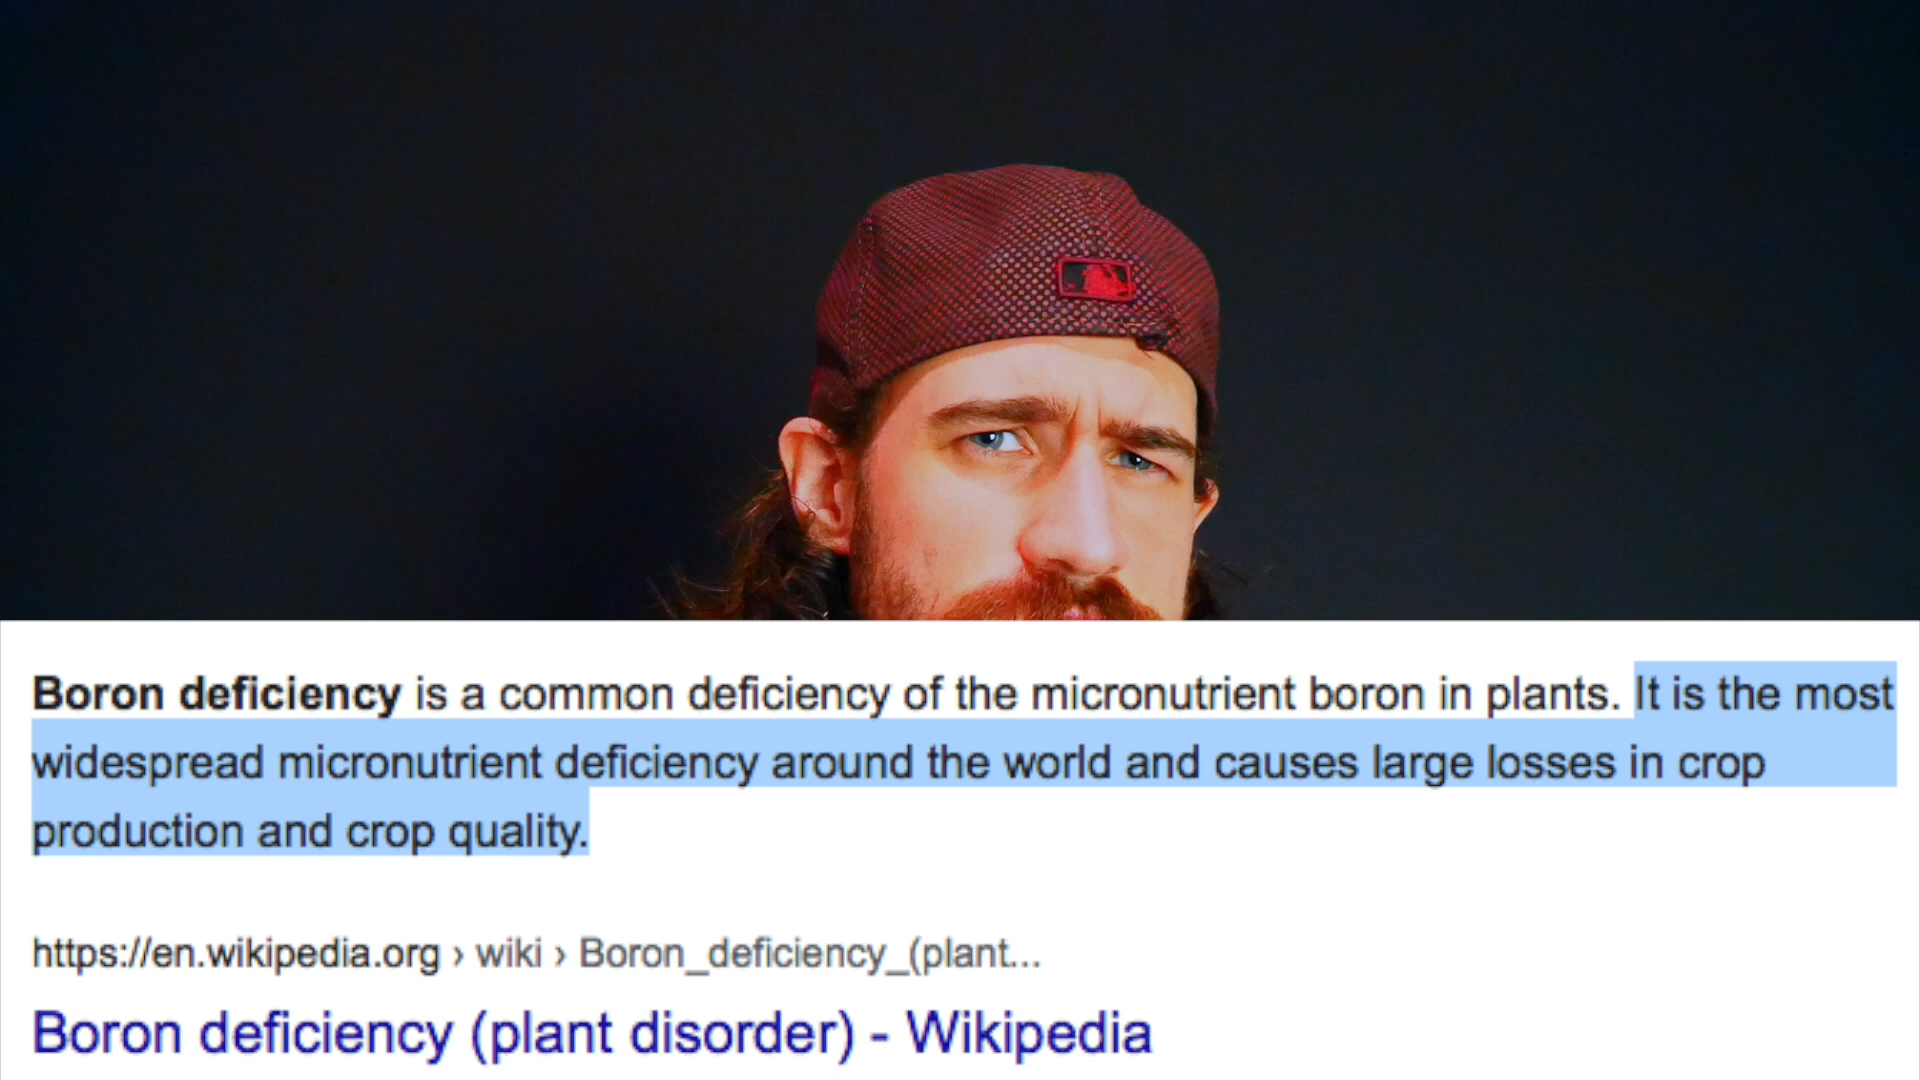 Boron deficiency is a common deficiency of the micronutrient boron in plants. It is the most
widespread micronutrient deficiency around the world and causes large losses in crop
production and crop quality.
https://en.wikipedia.org › wiki › Boron_deficiency_(plant...
Boron deficiency (plant disorder) - Wikipedia